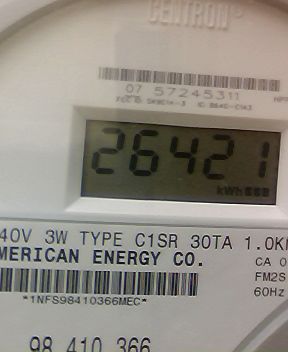 CENTRON®
07 57245311
26421
kWh
40V 3W TYPE C1SR 30TA 1.0K
MERICAN ENERGY CO.
CA 0
FM2S
60Hz
*1NFS98410366MEC*
98 410 366